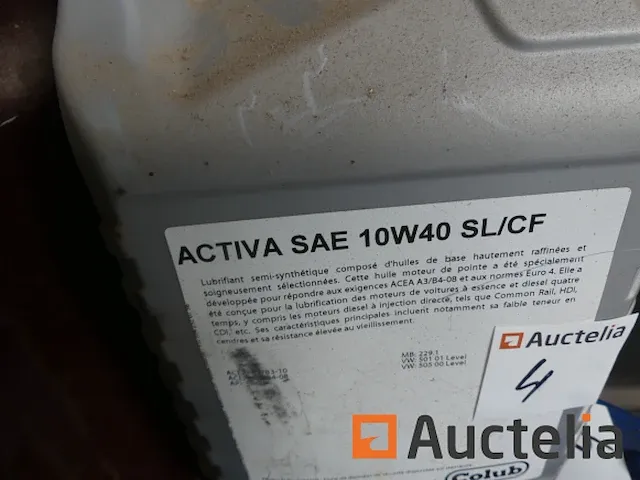 ACTIVA SAE 10W40 SL/CF
Lubrifiant semi-synthétique composé d'huiles de base hautement raffinées et
soigneusement sélectionnées. Cette huile moteur de pointe a été spécialement
développée pour répondre aux exigences ACEA A3/B4-08 et aux normes Euro 4. Elle a
été conçue pour la lubrification des moteurs de voitures à essence et diesel quatre
temps, y compris les moteurs diesel à injection directe, tels que Common Rail, HDI,
CDI, etc. Ses caractéristiques principales incluent notamment sa faible teneur en
cendres et sa résistance élevée au vieillissement.
MB: 229.1
VW: 501 01 Level
VW: 505 00 Level
Auctelia
4
Auctelia
Colub